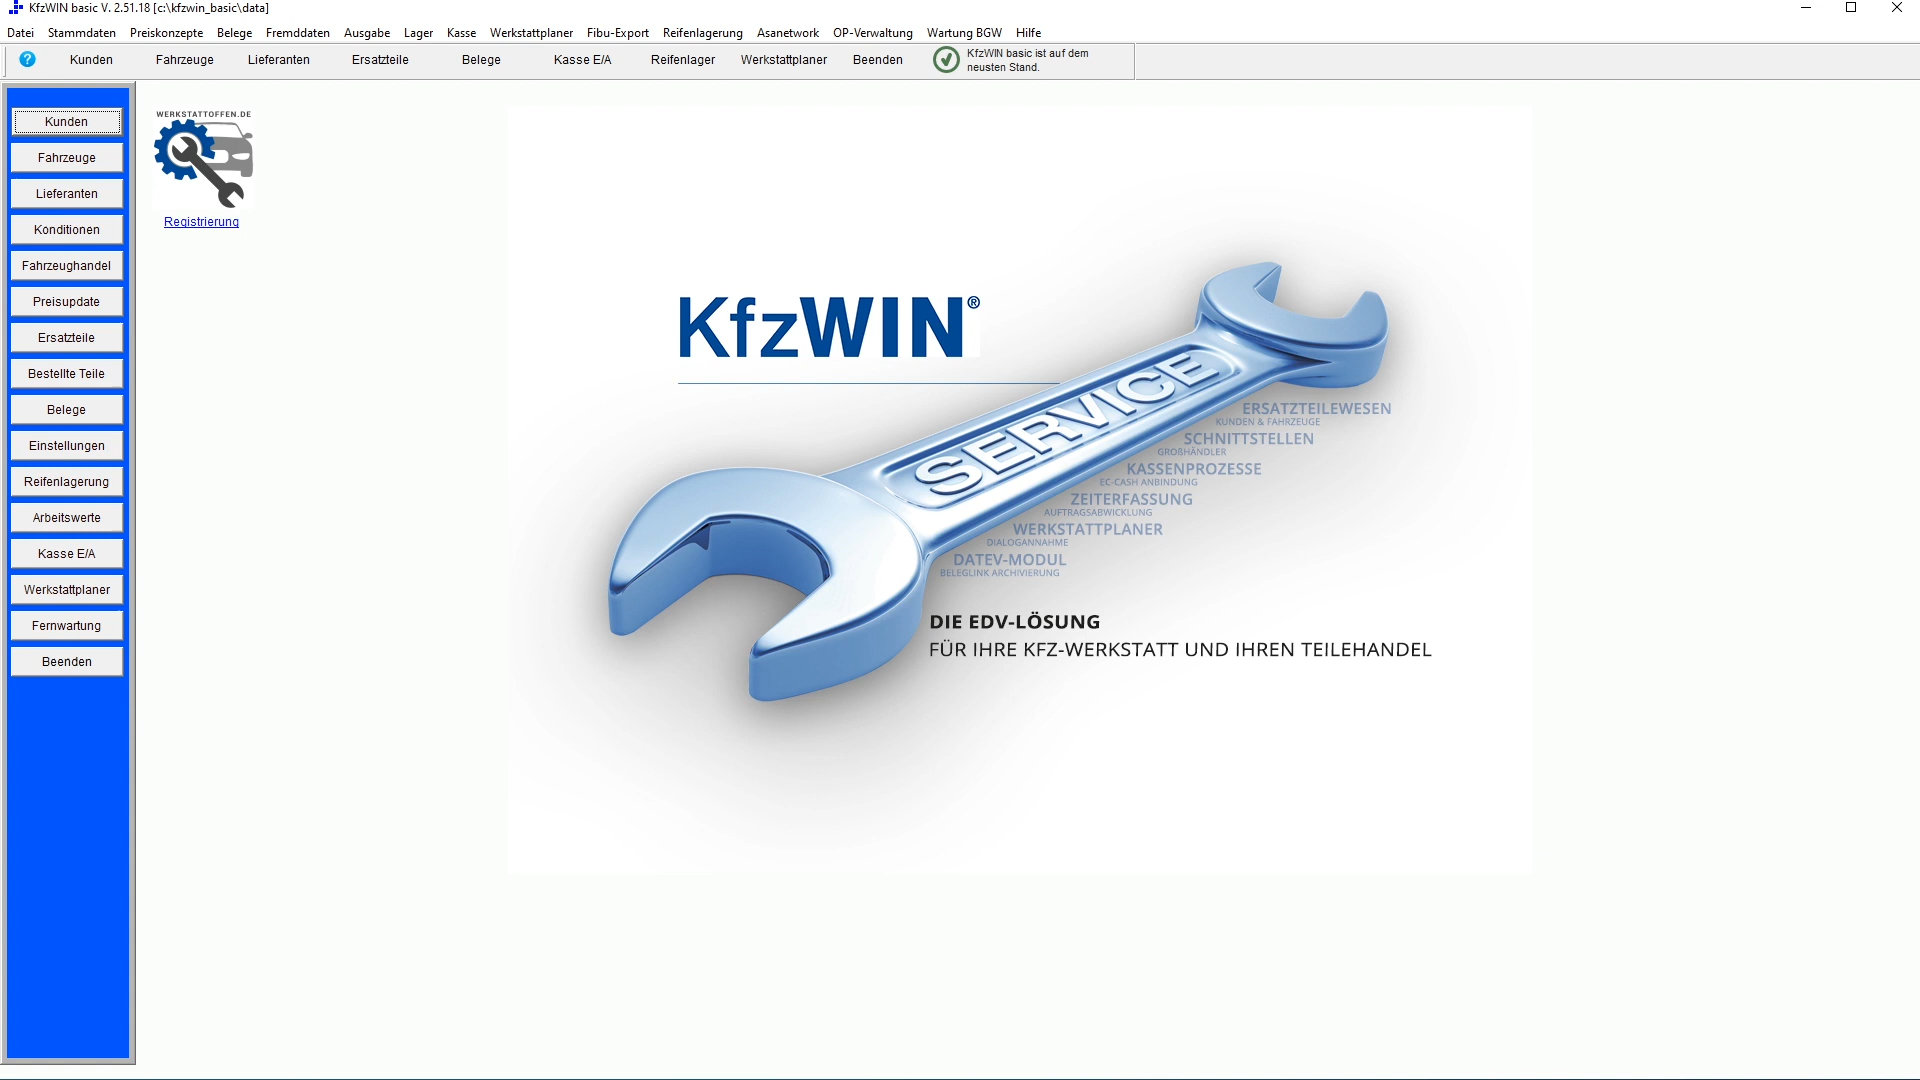 KfzWIN basic V. 2.51.18 [c:\kfzwin_basic\data]
Datei Stammdaten Preiskonzepte Belege Fremddaten Ausgabe Lager Kasse Werkstattplaner Fibu-Export Reifenlagerung Asanetwork OP-Verwaltung Wartung BGW Hilfe
? Kunden Fahrzeuge Lieferanten Ersatzteile Belege Kasse E/A Reifenlager Werkstattplaner Beenden KfzWIN basic ist auf dem
neusten Stand.
Kunden
Fahrzeuge
Lieferanten
Konditionen
Fahrzeughandel
Preisupdate
Ersatzteile
Bestellte Teile
Belege
Einstellungen
Reifenlagerung
Arbeitswerte
Kasse E/A
Werkstattplaner
Fernwartung
Beenden
WERKSTATTOFFEN.DE
Registrierung
KfzWIN®
SERVICE
ERSATZTEILEWESEN
KUNDEN & FAHRZEUGE
SCHNITTSTELLEN
GROßHÄNDLER
KASSENPROZESSE
EC-CASH ANBINDUNG
ZEITERFASSUNG
AUFTRAGSABWICKLUNG
WERKSTATTPLANER
DIALOGANNAHME
DATEV-MODUL
BELEGLINK ARCHIVIERUNG
DIE EDV-LÖSUNG
FÜR IHRE KFZ-WERKSTATT UND IHREN TEILEHANDEL